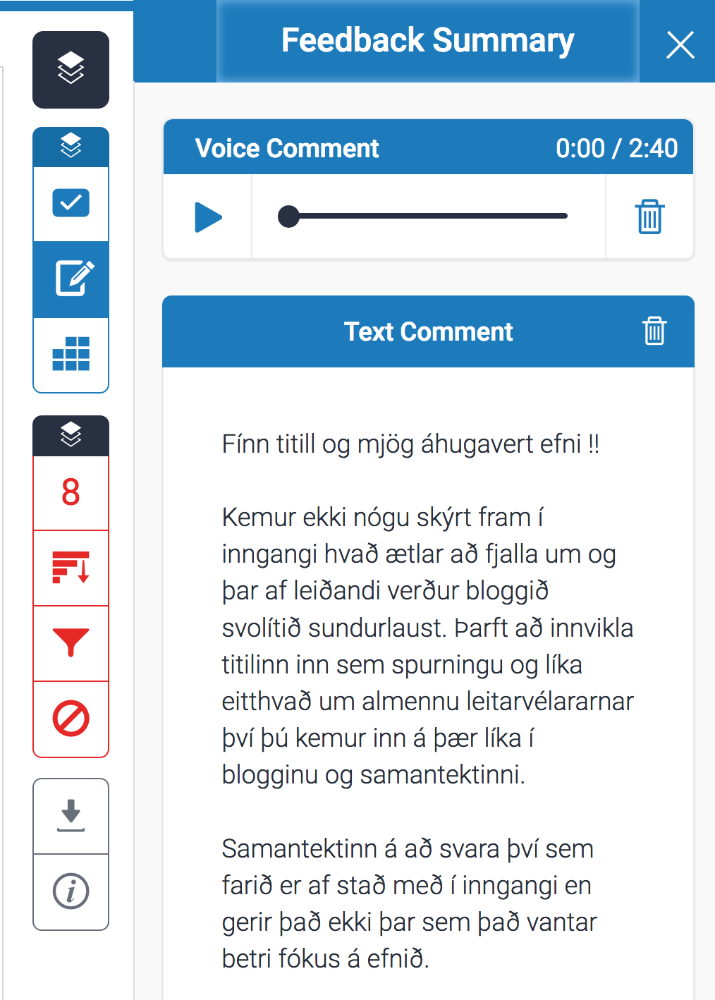 Feedback Summary
Voice Comment 0:00 / 2:40
Text Comment
8
Fínn titill og mjög áhugavert efni !!
Kemur ekki nógu skýrt fram í
inngangi hvað ætlar að fjalla um og
þar af leiðandi verður bloggið
svolítið sundurlaust. Þarft að innvikla
titilinn inn sem spurningu og líka
eitthvað um almennu leitarvélararnar
því þú kemur inn á þær líka í
blogginu og samantektinni.
Samantektinn á að svara því sem
farið er af stað með í inngangi en
gerir það ekki þar sem það vantar
betri fókus á efnið.